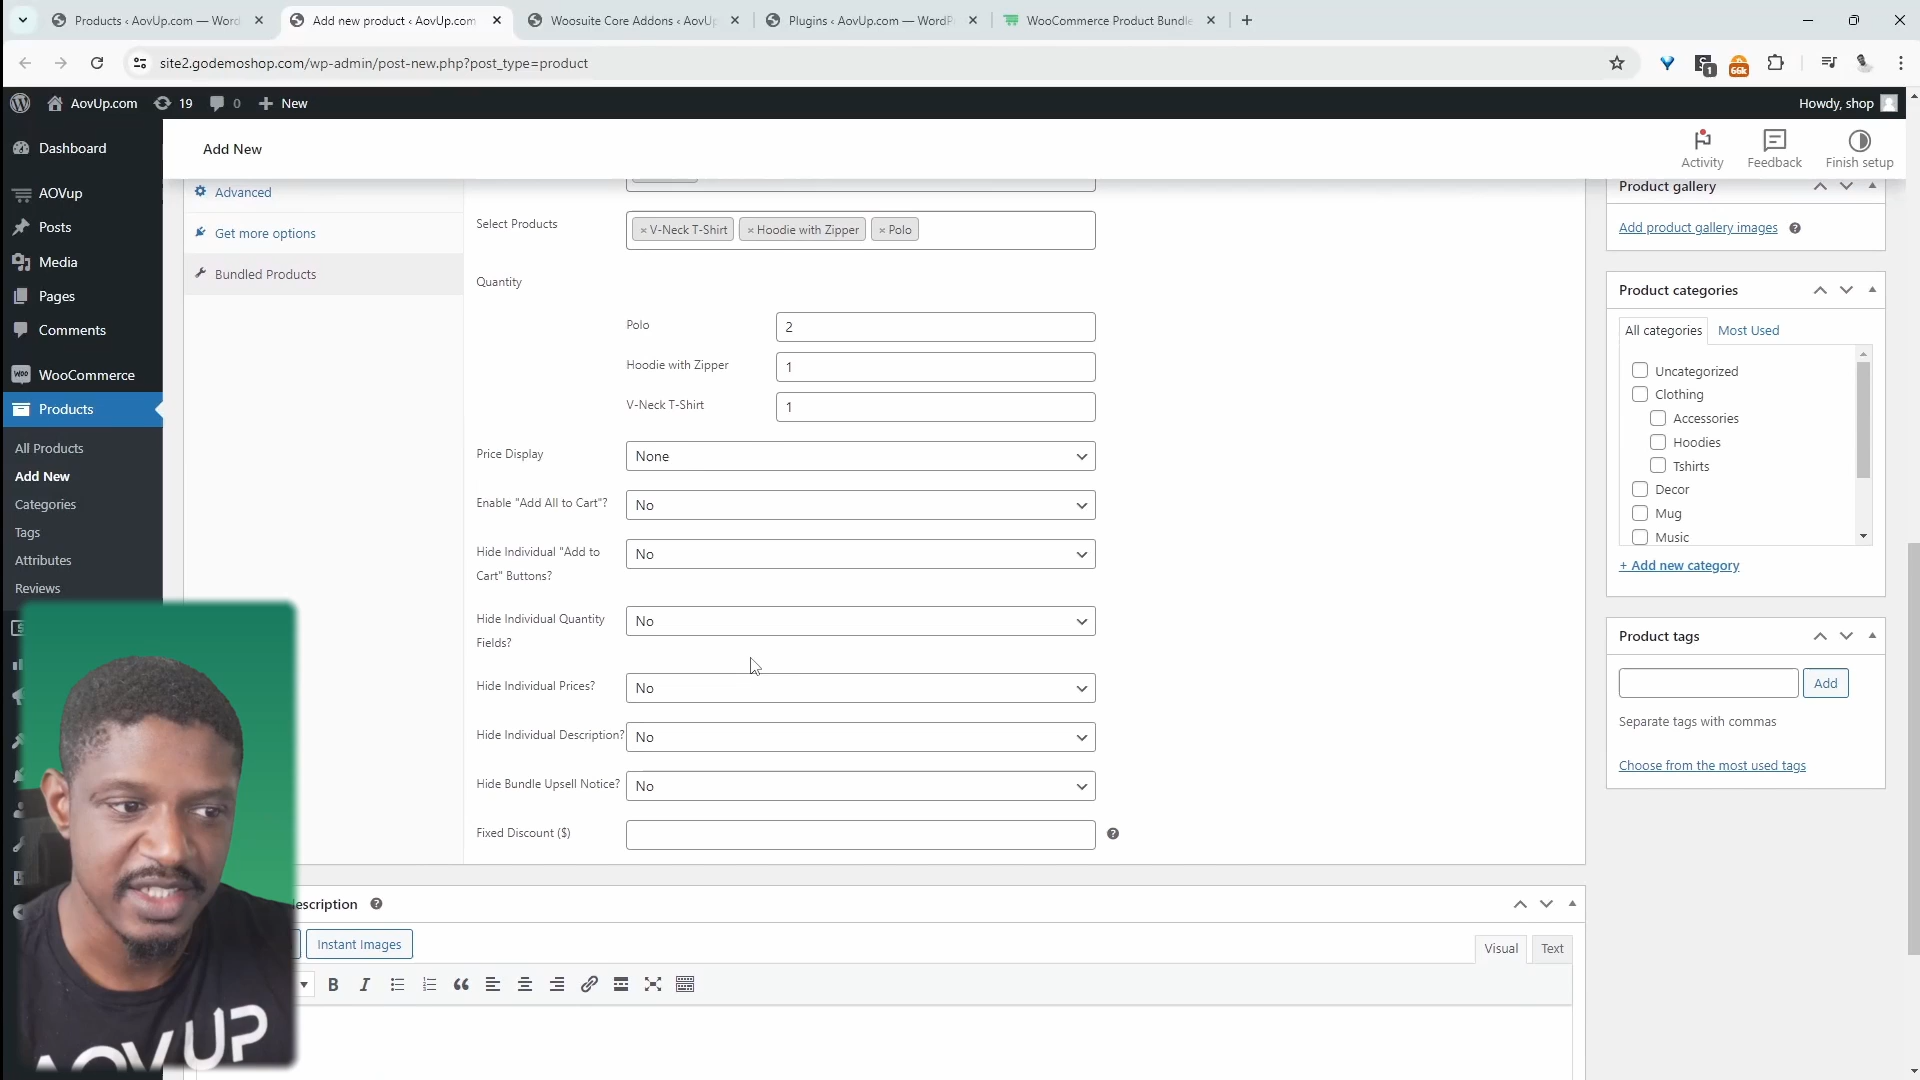 Products ‹ AovUp.com — Word
Add new product ‹ AovUp.com
Woosuite Core Addons ‹ AovUp
Plugins ‹ AovUp.com — WordP
WooCommerce Product Bundle
site2.godemoshop.com/wp-admin/post-new.php?post_type=product
1
66k
AovUp.com
19
0
New
Howdy, shop
Dashboard
AOVup
Posts
Media
Pages
Comments
WooCommerce
Products
All Products
Add New
Categories
Tags
Attributes
Reviews
Add New
Activity
Feedback
Finish setup
Advanced
Get more options
Bundled Products
Select Products
× V-Neck T-Shirt
× Hoodie with Zipper
× Polo
Quantity
Polo
2
Hoodie with Zipper
1
V-Neck T-Shirt
1
Price Display
None
Enable "Add All to Cart"?
No
Hide Individual "Add to
Cart" Buttons?
No
Hide Individual Quantity
Fields?
No
Hide Individual Prices?
No
Hide Individual Description?
No
Hide Bundle Upsell Notice?
No
Fixed Discount ($)
escription
Instant Images
Visual
Text
Product gallery
Add product gallery images
Product categories
All categories
Most Used
Uncategorized
Clothing
Accessories
Hoodies
Tshirts
Decor
Mug
Music
+ Add new category
Product tags
Add
Separate tags with commas
Choose from the most used tags
AOVUP